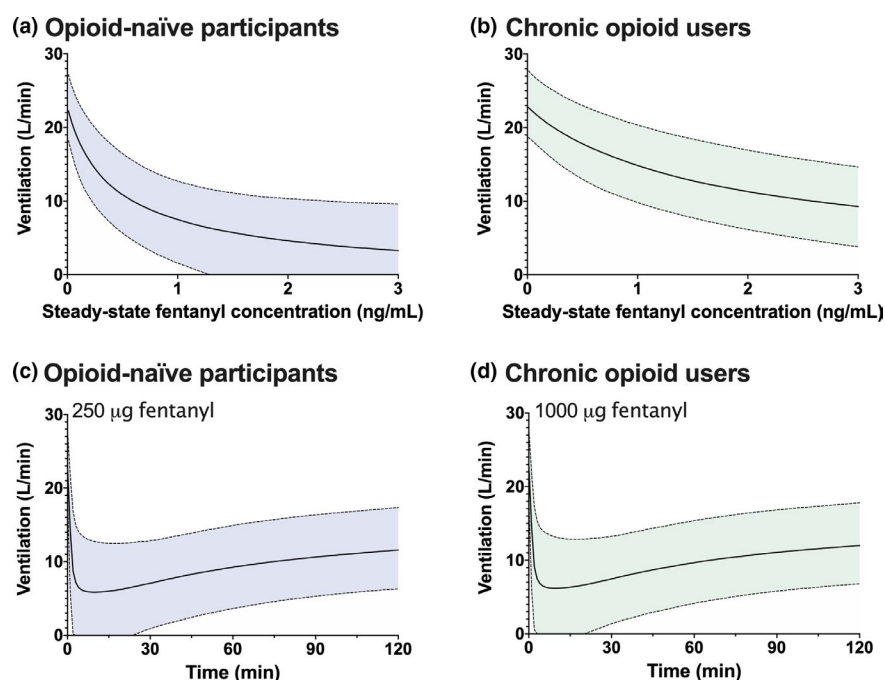 (a) Opioid-naïve participants
30
20
10
0
Ventilation (L/min)
0 1 2 3
Steady-state fentanyl concentration (ng/mL)
(b) Chronic opioid users
30
20
10
0
Ventilation (L/min)
0 1 2 3
Steady-state fentanyl concentration (ng/mL)
(c) Opioid-naïve participants
250 μg fentanyl
30
20
10
0
Ventilation (L/min)
0 30 60 90 120
Time (min)
(d) Chronic opioid users
1000 μg fentanyl
30
20
10
0
Ventilation (L/min)
0 30 60 90 120
Time (min)